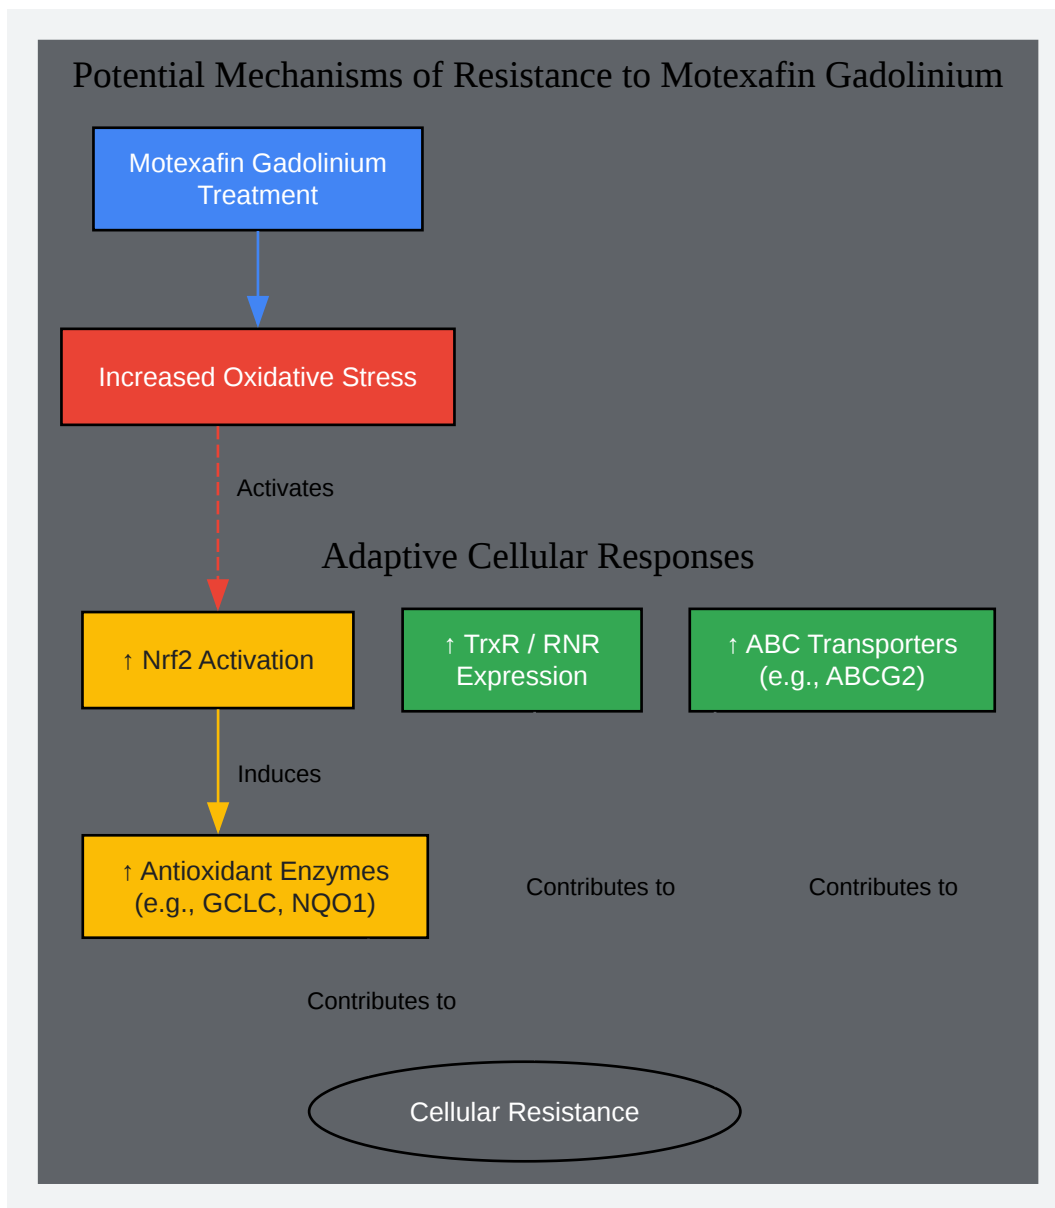 Potential Mechanisms of Resistance to Motexafin Gadolinium
Motexafin Gadolinium
Treatment
Increased Oxidative Stress
Activates
Adaptive Cellular Responses
↑ Nrf2 Activation
↑ TrxR / RNR
Expression
↑ ABC Transporters
(e.g., ABCG2)
Induces
↑ Antioxidant Enzymes
(e.g., GCLC, NQO1)
Contributes to
Contributes to
Contributes to
Cellular Resistance